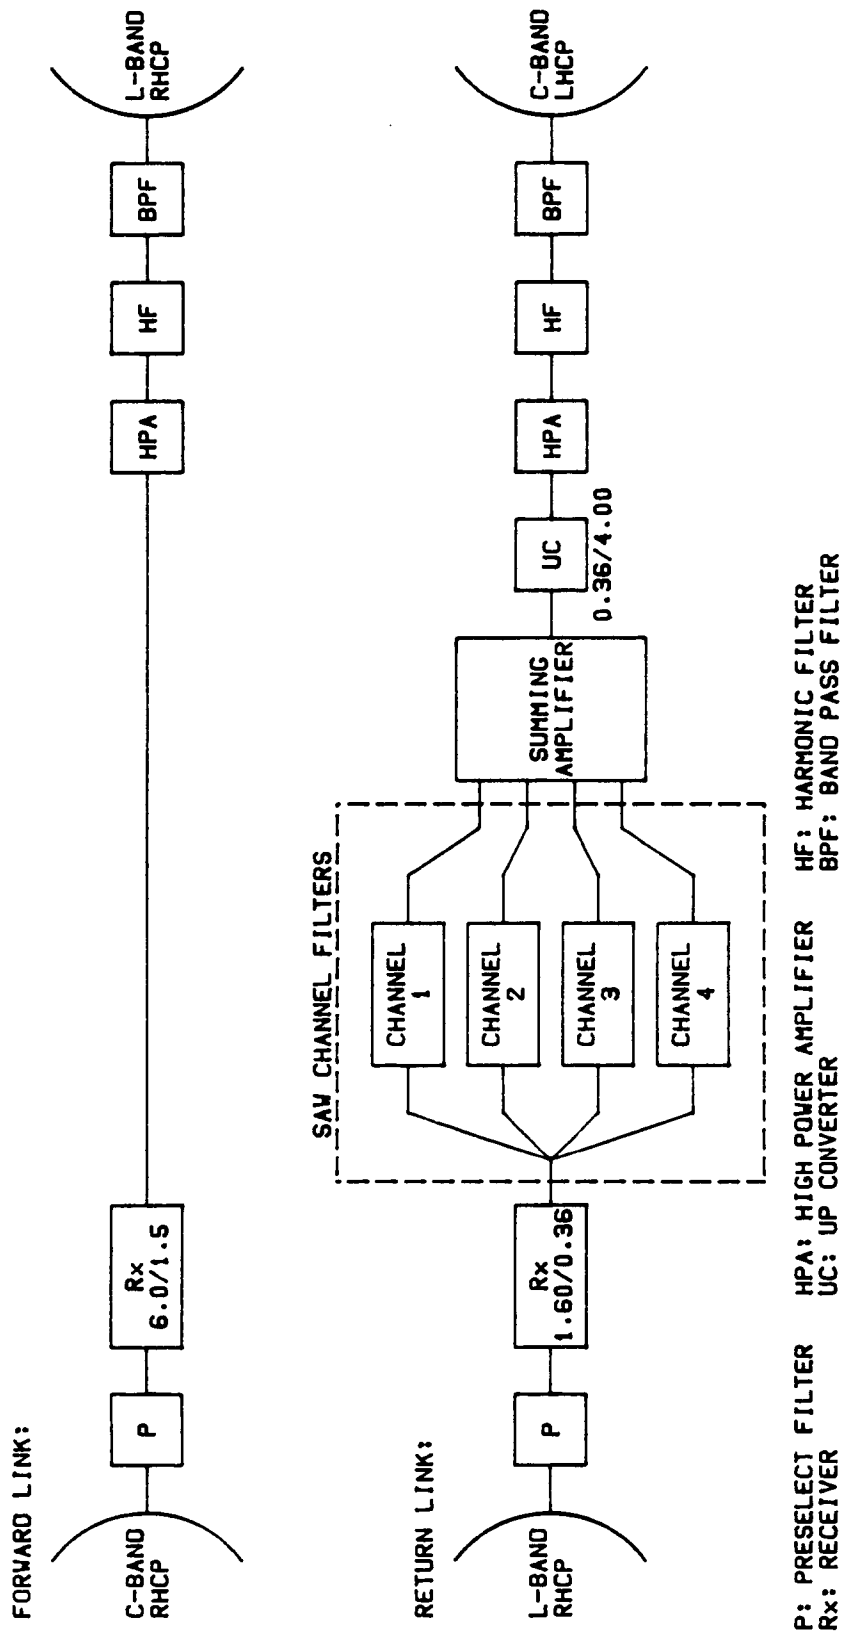 FORWARD LINK:
C-BAND
RHCP
P
Rx
6.0/1.5
HPA
HF
BPF
L-BAND
RHCP
RETURN LINK:
L-BAND
RHCP
P
Rx
1.60/0.36
SAW CHANNEL FILTERS
CHANNEL
1
CHANNEL
2
CHANNEL
3
CHANNEL
4
SUMMING
AMPLIFIER
UC
0.36/4.00
HPA
HF
BPF
C-BAND
LHCP
P: PRESELECT FILTER
Rx: RECEIVER
HPA: HIGH POWER AMPLIFIER
UC: UP CONVERTER
HF: HARMONIC FILTER
BPF: BAND PASS FILTER